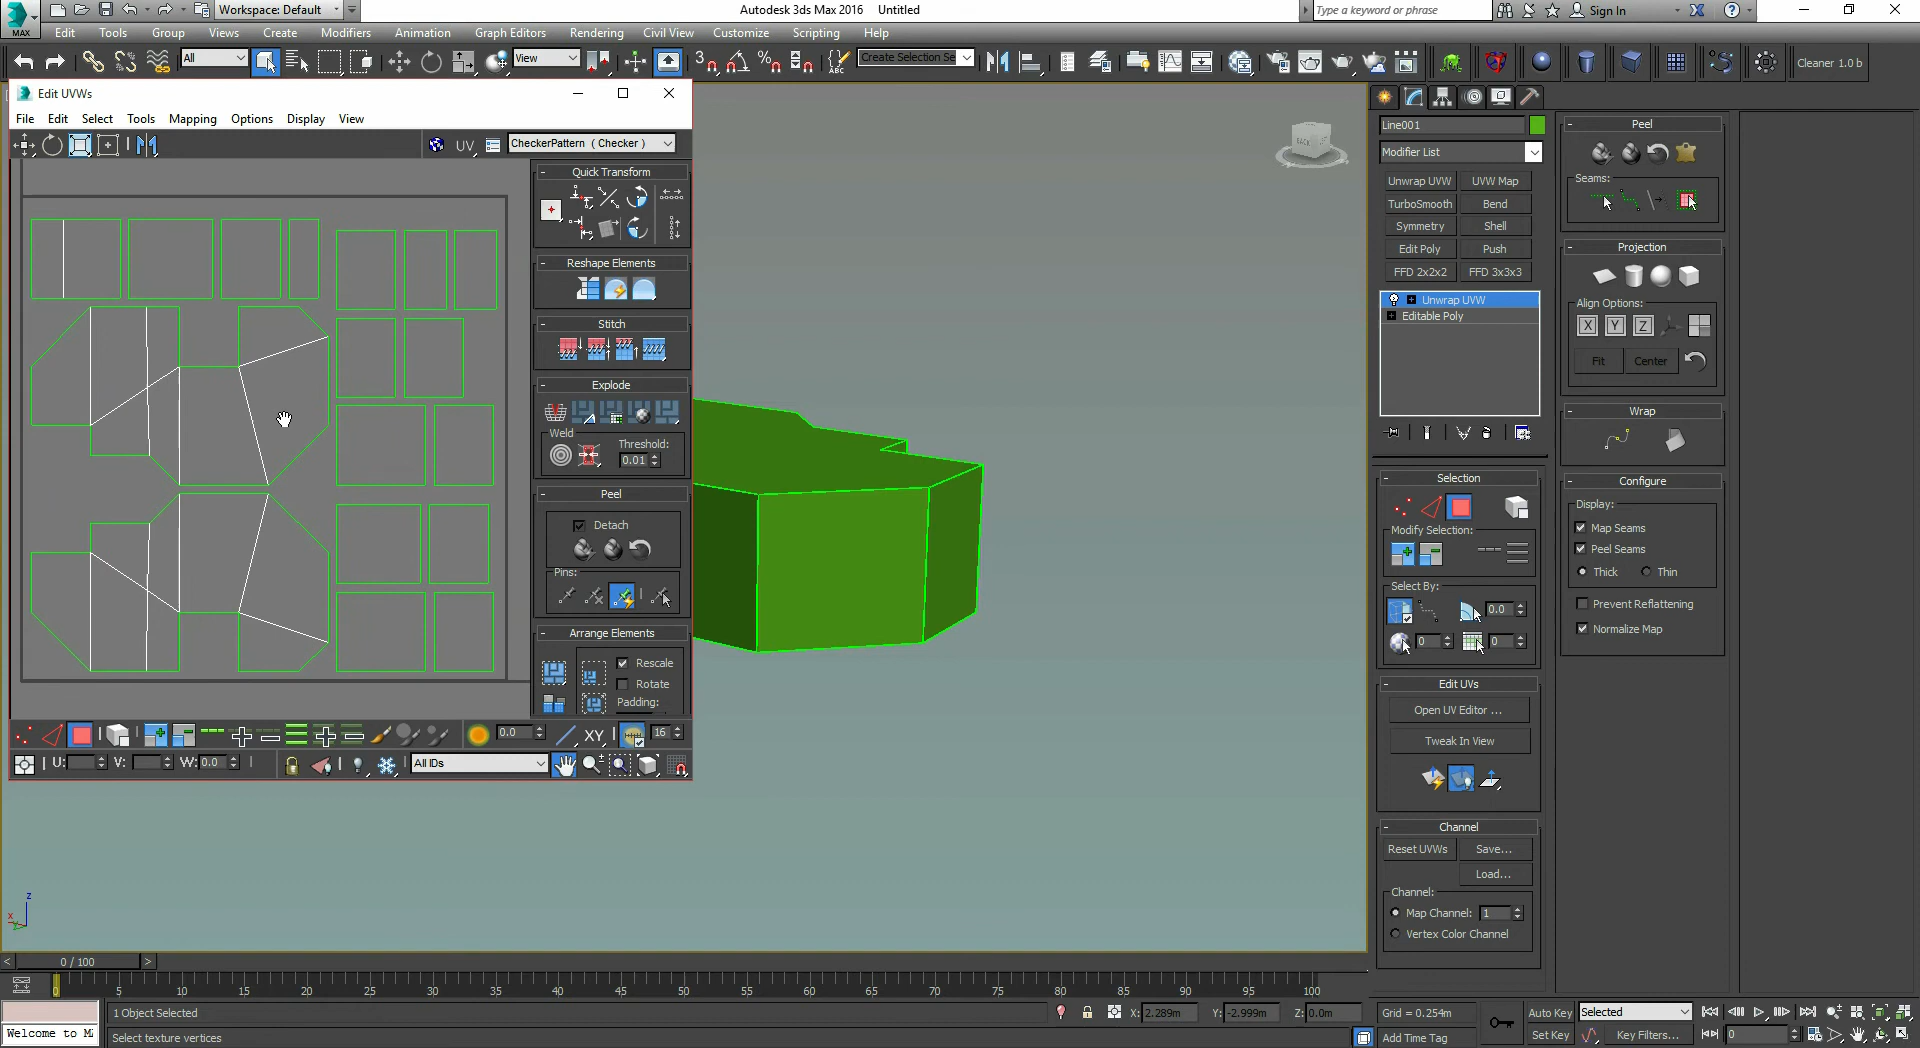 Workspace: Default
Autodesk 3ds Max 2016   Untitled
Type a keyword or phrase
Sign In
MAX
Edit Tools Group Views Create Modifiers Animation Graph Editors Rendering Civil View Customize Scripting Help
All
View
3
ABC
Create Selection Se
Cleaner 1.0 b
Edit UVWs
File Edit Select Tools Mapping Options Display View
UV
CheckerPattern ( Checker )
Quick Transform
Reshape Elements
Stitch
Explode
Weld
Threshold:
0.01
Peel
Detach
Pins:
Arrange Elements
Rescale
Rotate
Padding:
0.0
XY
16
U:
V:
W: 0.0
All IDs
BACK
Line001
Modifier List
Unwrap UVW
UVW Map
TurboSmooth
Bend
Symmetry
Shell
Edit Poly
Push
FFD 2x2x2
FFD 3x3x3
Unwrap UVW
Editable Poly
Selection
Modify Selection:
Select By:
0.0
0
0
Edit UVs
Open UV Editor ...
Tweak In View
Channel
Reset UVWs
Save...
Load...
Channel:
Map Channel: 1
Vertex Color Channel
Peel
Seams:
Projection
Align Options:
X Y Z
Fit
Center
Wrap
Configure
Display:
Map Seams
Peel Seams
Thick
Thin
Prevent Reflattening
Normalize Map
z
x
0 / 100
0 5 10 15 20 25 30 35 40 45 50 55 60 65 70 75 80 85 90 95 100
1 Object Selected
X: 2.289m
Y: -2.999m
Z: 0.0m
Grid = 0.254m
Auto Key
Selected
Welcome to M
Select texture vertices
Add Time Tag
Set Key
Key Filters...
0